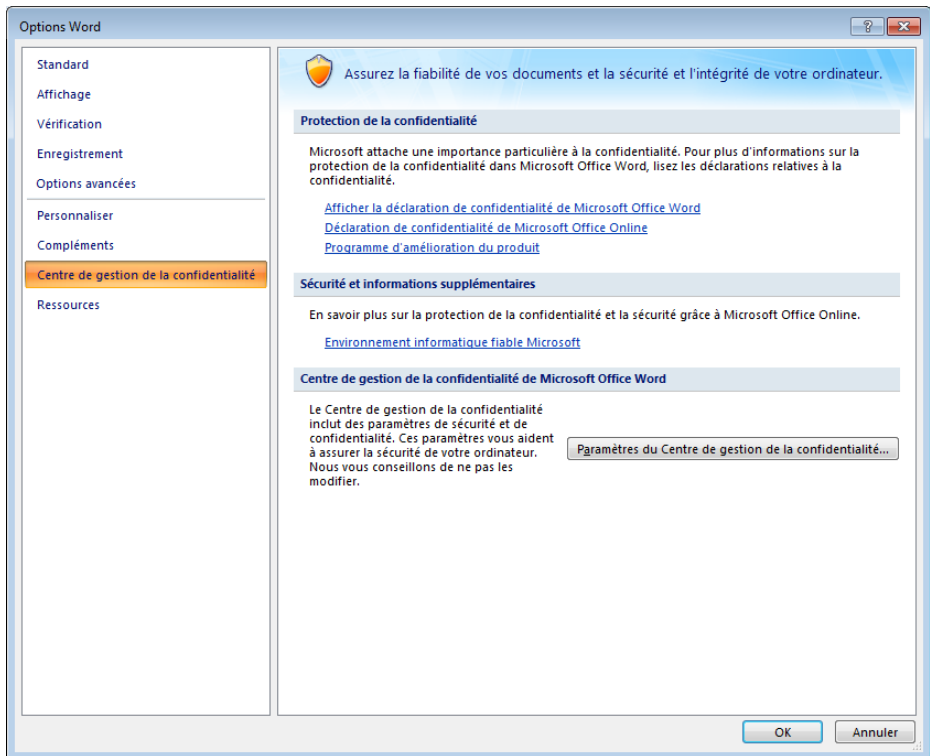 Options Word
Standard
Affichage
Vérification
Enregistrement
Options avancées
Personnaliser
Compléments
Centre de gestion de la confidentialité
Ressources
Assurez la fiabilité de vos documents et la sécurité et l'intégrité de votre ordinateur.
Protection de la confidentialité
Microsoft attache une importance particulière à la confidentialité. Pour plus d'informations sur la
protection de la confidentialité dans Microsoft Office Word, lisez les déclarations relatives à la
confidentialité.
Afficher la déclaration de confidentialité de Microsoft Office Word
Déclaration de confidentialité de Microsoft Office Online
Programme d'amélioration du produit
Sécurité et informations supplémentaires
En savoir plus sur la protection de la confidentialité et la sécurité grâce à Microsoft Office Online.
Environnement informatique fiable Microsoft
Centre de gestion de la confidentialité de Microsoft Office Word
Le Centre de gestion de la confidentialité
inclut des paramètres de sécurité et de
confidentialité. Ces paramètres vous aident
à assurer la sécurité de votre ordinateur.
Nous vous conseillons de ne pas les
modifier.
Paramètres du Centre de gestion de la confidentialité...
OK
Annuler